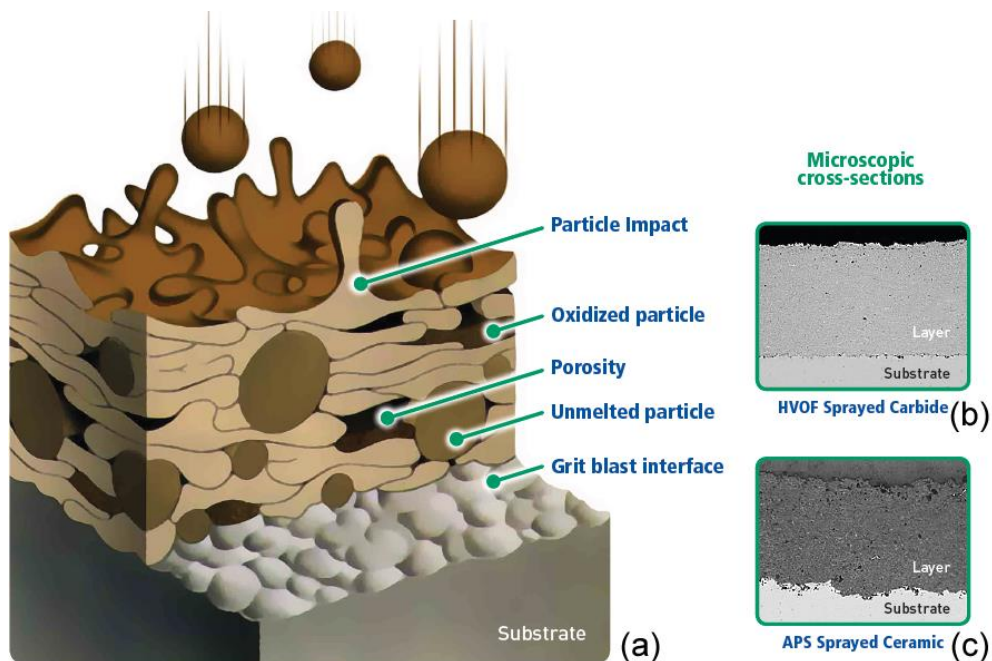 Microscopic
cross-sections
Particle Impact
Oxidized particle
Porosity
Unmelted particle
Grit blast interface
Substrate
(a)
Layer
Substrate
HVOF Sprayed Carbide
(b)
Layer
Substrate
APS Sprayed Ceramic
(c)